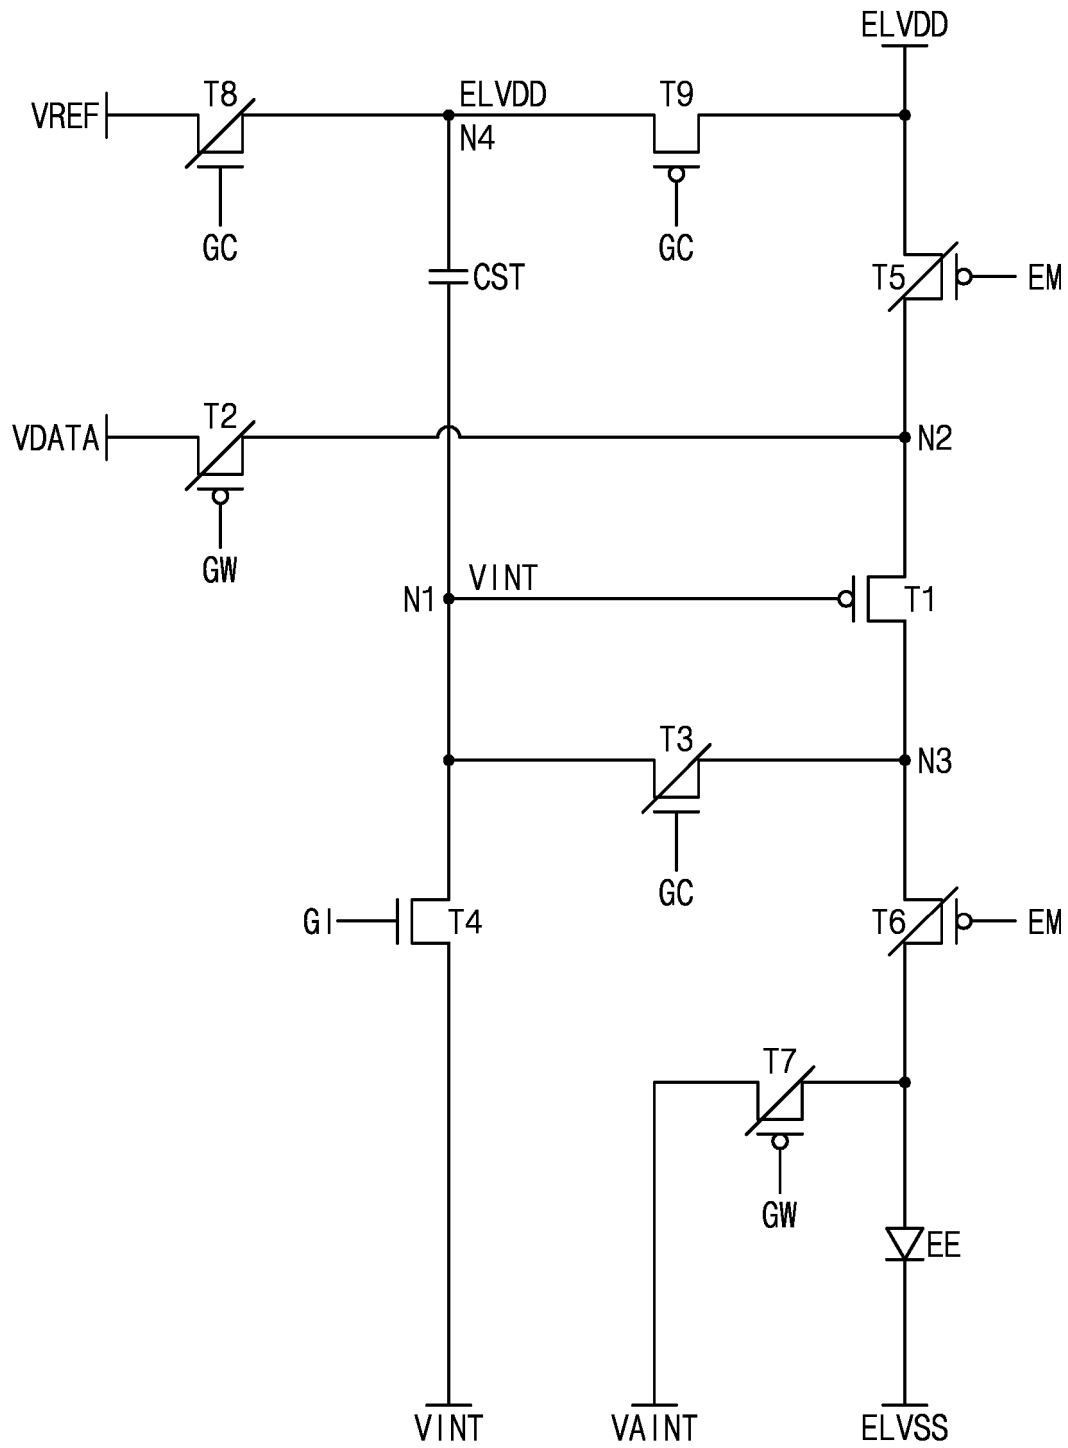 ELVDD
T8
ELVDD
T9
VREF
N4
GC
GC
CST
T5
EM
T2
VDATA
N2
GW
VINT
N1
T1
T3
N3
GC
GI
T4
T6
EM
T7
GW
EE
VINT
VAINT
ELVSS